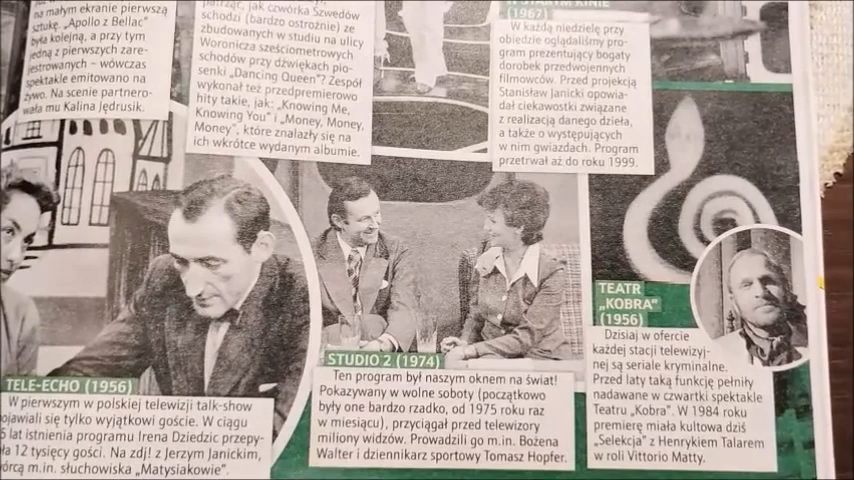 na małym ekranie pierwszą
sztukę. „Apollo z Bellac”
była kolejną, a przy tym
jedną z pierwszych zare-
jestrowanych – wówczas
spektakle emitowano na
Na scenie partnero-
wała mu Kalina Jędrusik.
patrząc, jak czwórka Szwedów
schodzi (bardzo ostrożnie) ze
zbudowanych w studiu na ulicy
Woronicza sześciometrowych
schodów przy dźwiękach pio-
senki „Dancing Queen”? Zespół
wykonał też przedpremierowo
hity takie, jak: „Knowing Me,
Knowing You” i „Money, Money,
Money”, które znalazły się na
ich wkrótce wydanym albumie.
W STARYM KINIE
(1967)
W każdą niedzielę przy
obiedzie oglądaliśmy pro-
gram prezentujący bogaty
dorobek przedwojennych
filmowców. Przed projekcją
Stanisław Janicki opowia-
dał ciekawostki związane
z realizacją danego dzieła,
a także o występujących
w nim gwiazdach. Program
przetrwał aż do roku 1999.
TELE-ECHO (1956)
W pierwszym w polskiej telewizji talk-show
pojawiali się tylko wyjątkowi goście. W ciągu
5 lat istnienia programu Irena Dziedzic przepy-
ła 12 tysięcy gości. Na zdj! z Jerzym Janickim,
órcą m.in. słuchowiska „Matysiakowie”.
STUDIO 2 (1974)
Ten program był naszym oknem na świat!
Pokazywany w wolne soboty (początkowo
były one bardzo rzadko, od 1975 roku raz
w miesiącu), przyciągał przed telewizory
miliony widzów. Prowadzili go m.in. Bożena
Walter i dziennikarz sportowy Tomasz Hopfer.
TEATR
„KOBRA”
(1956)
Dzisiaj w ofercie
każdej stacji telewizyj-
nej są seriale kryminalne.
Przed laty taką funkcję pełniły
nadawane w czwartki spektakle
Teatru „Kobra”. W 1984 roku
premierę miała kultowa dziś
„Selekcja” z Henrykiem Talarem
w roli Vittorio Matty.